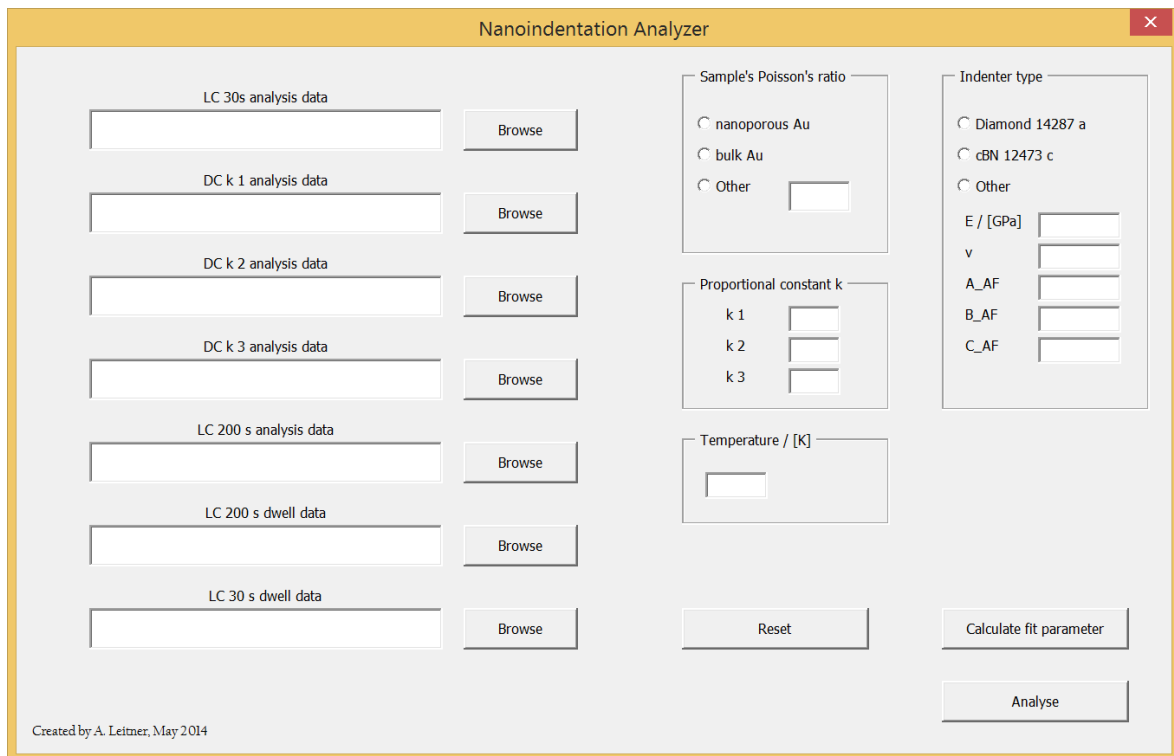 Nanoindentation Analyzer
LC 30s analysis data
Browse
DC k 1 analysis data
Browse
DC k 2 analysis data
Browse
DC k 3 analysis data
Browse
LC 200 s analysis data
Browse
LC 200 s dwell data
Browse
LC 30 s dwell data
Browse
Sample's Poisson's ratio
nanoporous Au
bulk Au
Other
Proportional constant k
k 1
k 2
k 3
Temperature / [K]
Reset
Indenter type
Diamond 14287 a
cBN 12473 c
Other
E / [GPa]
v
A_AF
B_AF
C_AF
Calculate fit parameter
Analyse
Created by A. Leitner, May 2014